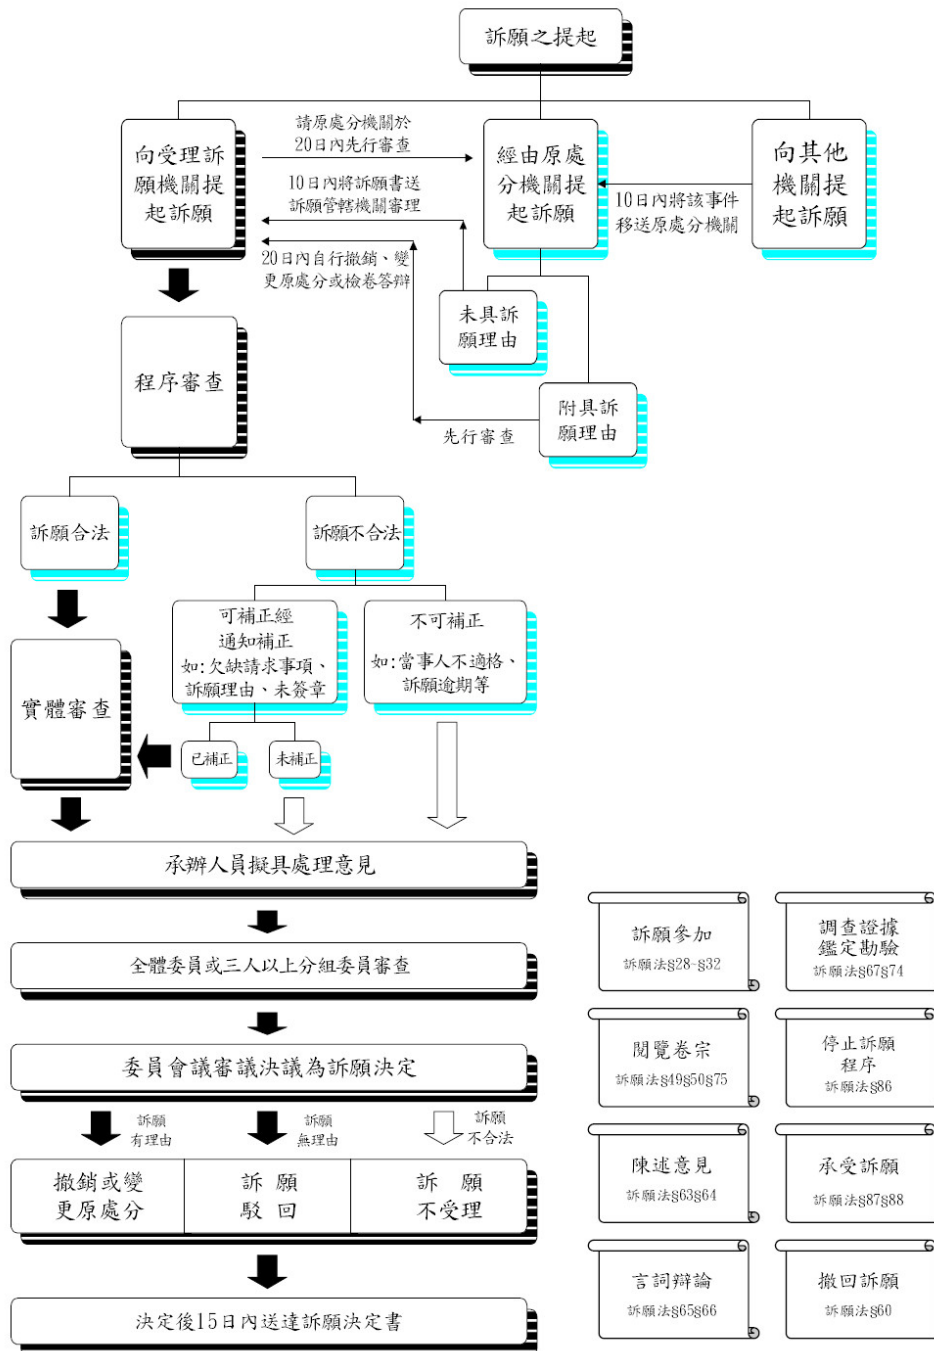 訴願之提起
向受理訴
願機關提
起訴願
請原處分機關於
20日內先行審查
10日內將訴願書送
訴願管轄機關審理
20日內自行撤銷、變
更原處分或檢卷答辯
經由原處
分機關提
起訴願
10日內將該事件
移送原處分機關
向其他
機關提
起訴願
未具訴
願理由
附具訴
願理由
先行審查
程序審查
訴願合法
訴願不合法
可補正經
通知補正
如:欠缺請求事項、
訴願理由、未簽章
不可補正
如:當事人不適格、
訴願逾期等
實體審查
已補正
未補正
承辦人員擬具處理意見
全體委員或三人以上分組委員審查
委員會議審議決議為訴願決定
訴願
有理由
訴願
無理由
訴願
不合法
撤銷或變
更原處分
訴 願
駁 回
訴 願
不受理
決定後15日內送達訴願決定書
訴願參加
訴願法§28~§32
調查證據
鑑定勘驗
訴願法§67§74
閱覽卷宗
訴願法§49§50§75
停止訴願
程序
訴願法§86
陳述意見
訴願法§63§64
承受訴願
訴願法§87§88
言詞辯論
訴願法§65§66
撤回訴願
訴願法§60